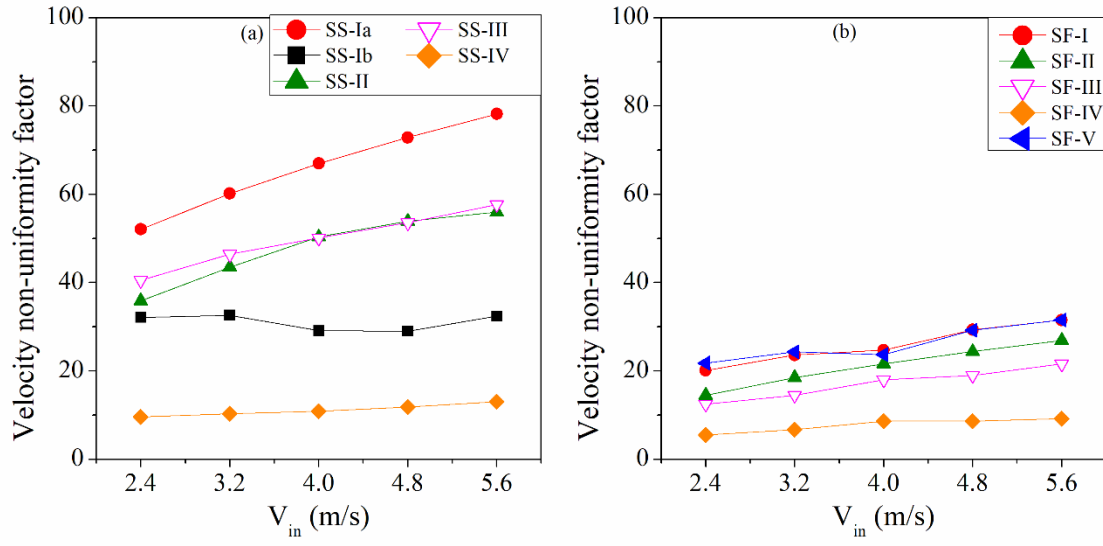 (a)
SS-Ia
SS-III
SS-Ib
SS-IV
SS-II
Velocity non-uniformity factor
100
80
60
40
20
0
2.4 3.2 4.0 4.8 5.6
V_in (m/s)
(b)
SF-I
SF-II
SF-III
SF-IV
SF-V
Velocity non-uniformity factor
100
80
60
40
20
0
2.4 3.2 4.0 4.8 5.6
V_in (m/s)